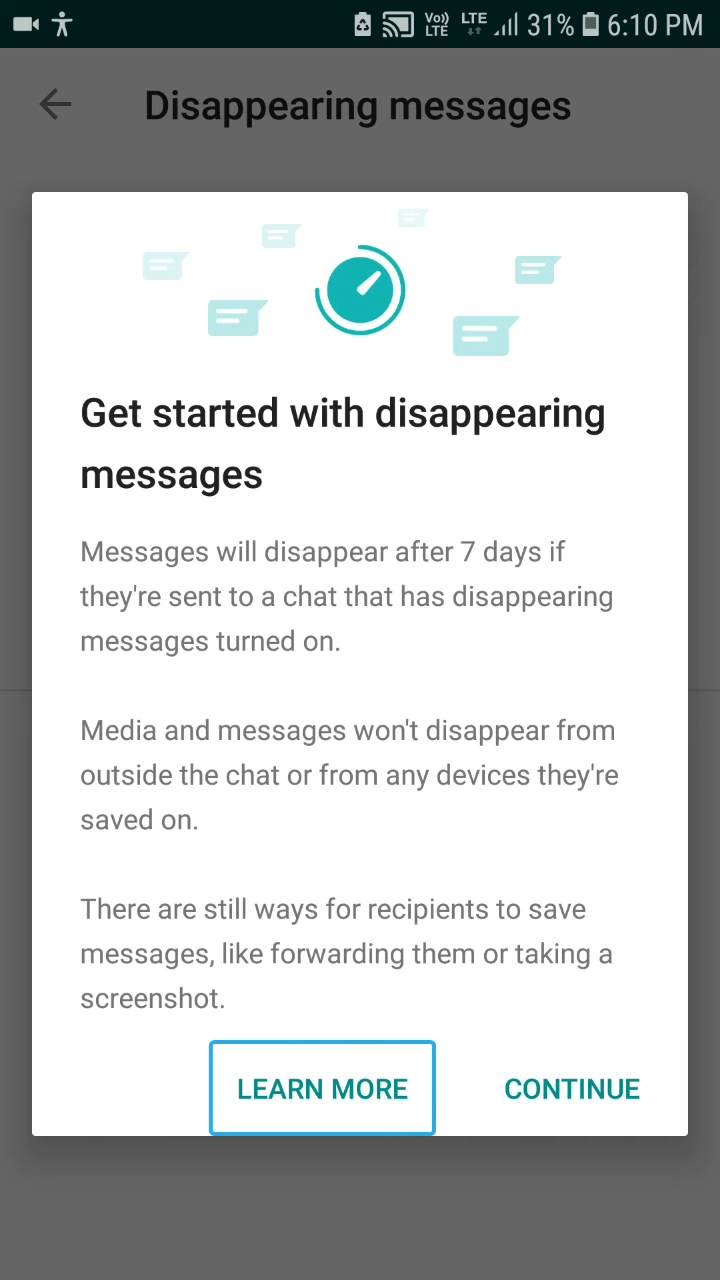 Vo))
LTE
LTE
31%
6:10 PM
Disappearing messages
Get started with disappearing
messages
Messages will disappear after 7 days if
they're sent to a chat that has disappearing
messages turned on.
Media and messages won't disappear from
outside the chat or from any devices they're
saved on.
There are still ways for recipients to save
messages, like forwarding them or taking a
screenshot.
LEARN MORE
CONTINUE